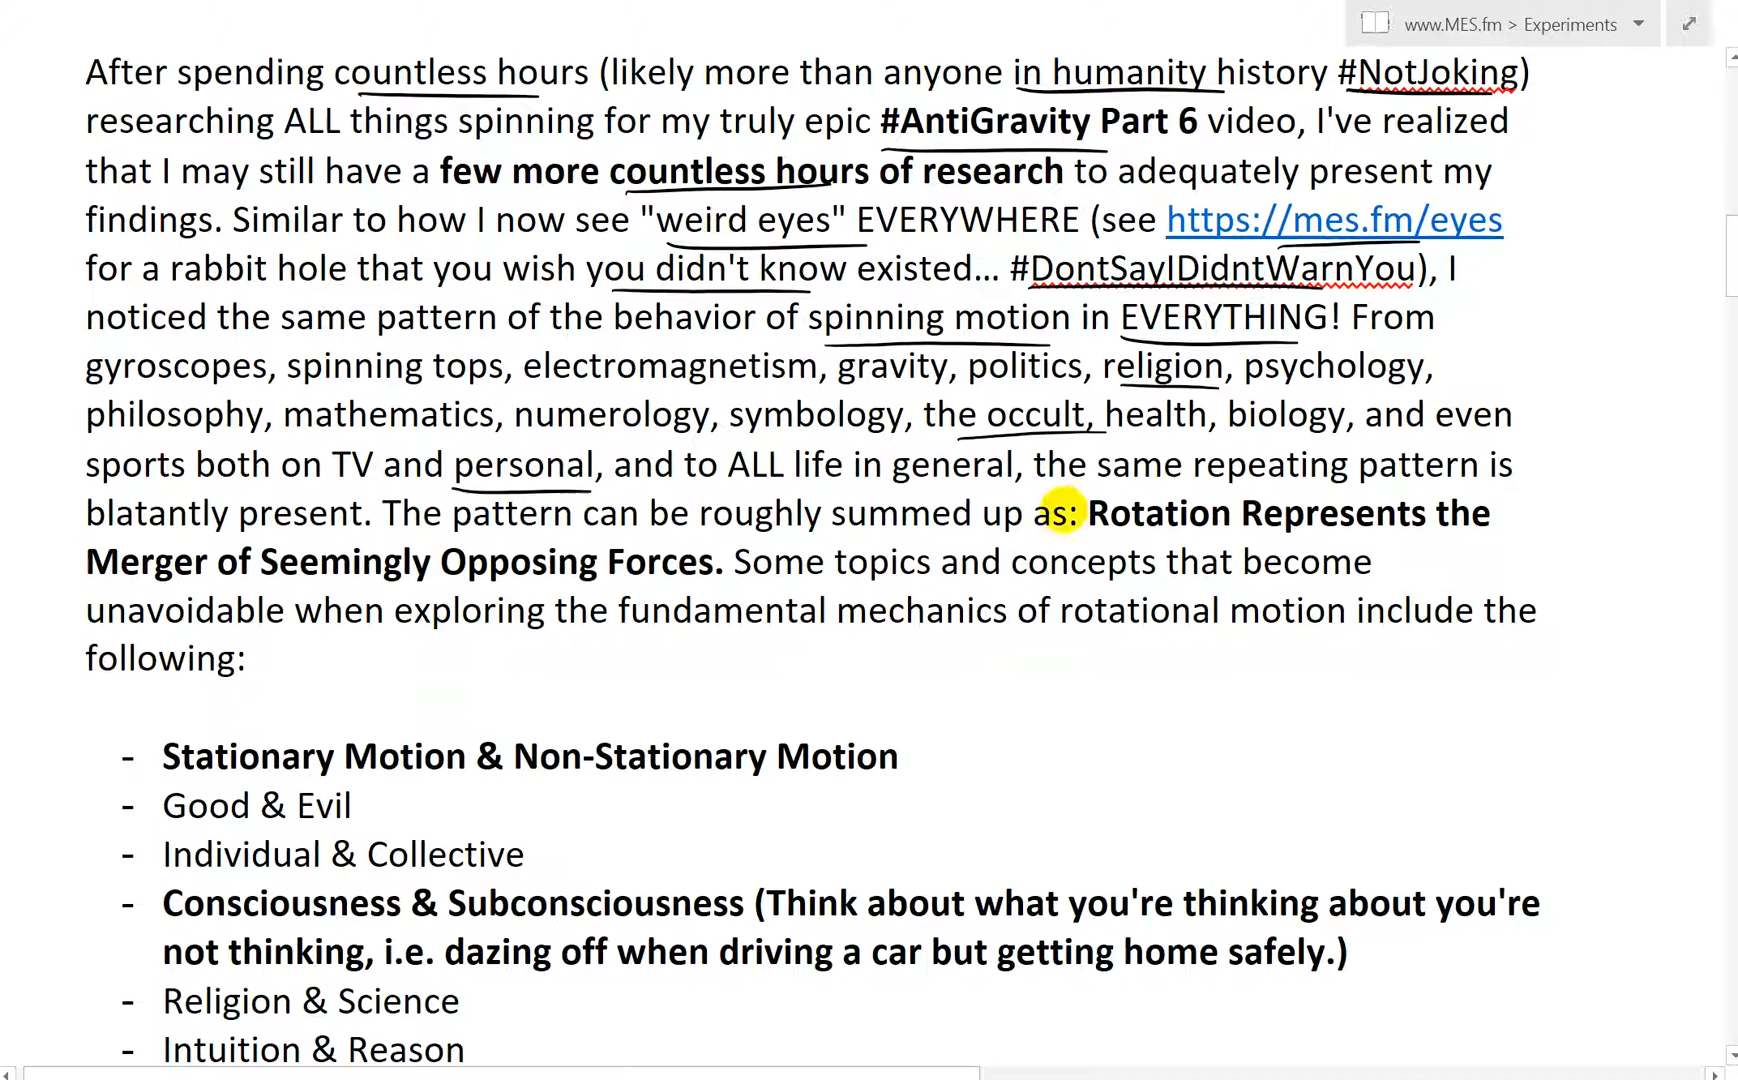 www.MES.fm > Experiments
After spending countless hours (likely more than anyone in humanity history #NotJoking)
researching ALL things spinning for my truly epic #AntiGravity Part 6 video, I've realized
that I may still have a few more countless hours of research to adequately present my
findings. Similar to how I now see "weird eyes" EVERYWHERE (see https://mes.fm/eyes
for a rabbit hole that you wish you didn't know existed... #DontSayIDidntWarnYou), I
noticed the same pattern of the behavior of spinning motion in EVERYTHING! From
gyroscopes, spinning tops, electromagnetism, gravity, politics, religion, psychology,
philosophy, mathematics, numerology, symbology, the occult, health, biology, and even
sports both on TV and personal, and to ALL life in general, the same repeating pattern is
blatantly present. The pattern can be roughly summed up as: Rotation Represents the
Merger of Seemingly Opposing Forces. Some topics and concepts that become
unavoidable when exploring the fundamental mechanics of rotational motion include the
following:
- Stationary Motion & Non-Stationary Motion
- Good & Evil
- Individual & Collective
- Consciousness & Subconsciousness (Think about what you're thinking about you're
not thinking, i.e. dazing off when driving a car but getting home safely.)
- Religion & Science
- Intuition & Reason